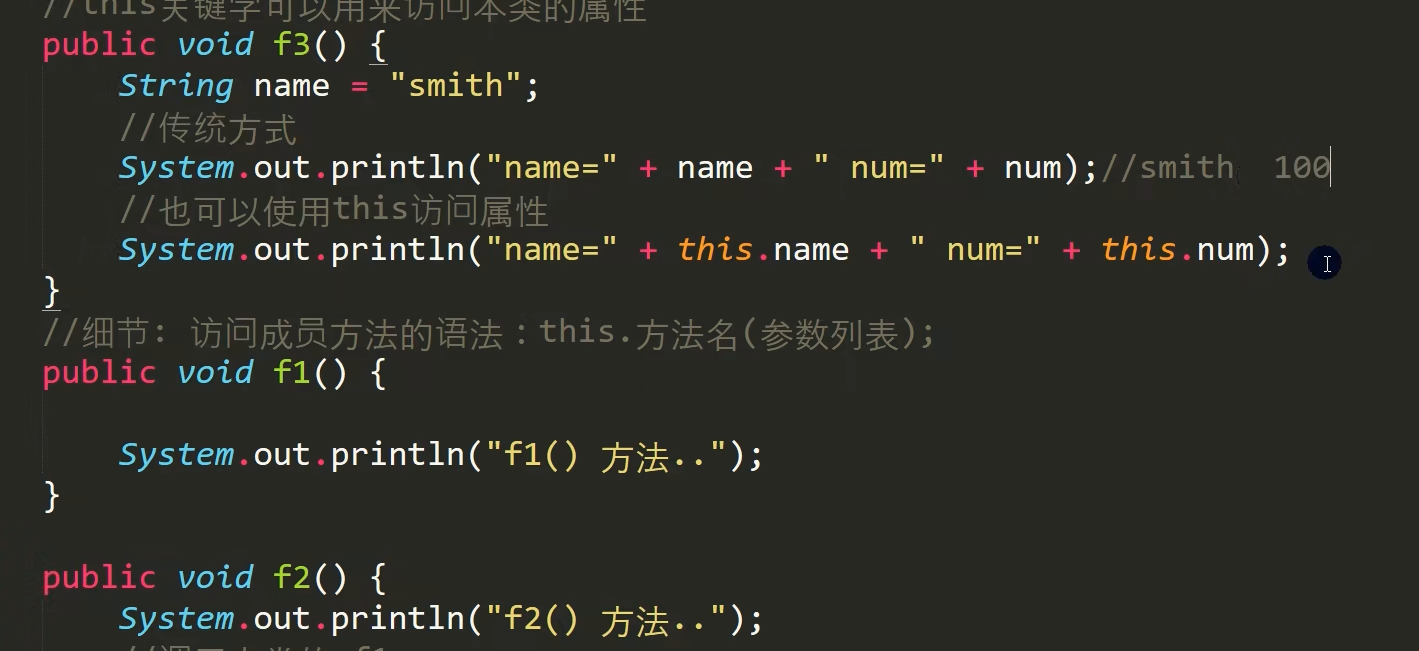 //this关键字可以用来访问本类的属性
public void f3() {
String name = "smith";
//传统方式
System.out.println("name=" + name + " num=" + num);//smith  100
//也可以使用this访问属性
System.out.println("name=" + this.name + " num=" + this.num);
}
//细节: 访问成员方法的语法：this.方法名(参数列表);
public void f1() {
System.out.println("f1() 方法..");
}
public void f2() {
System.out.println("f2() 方法..");